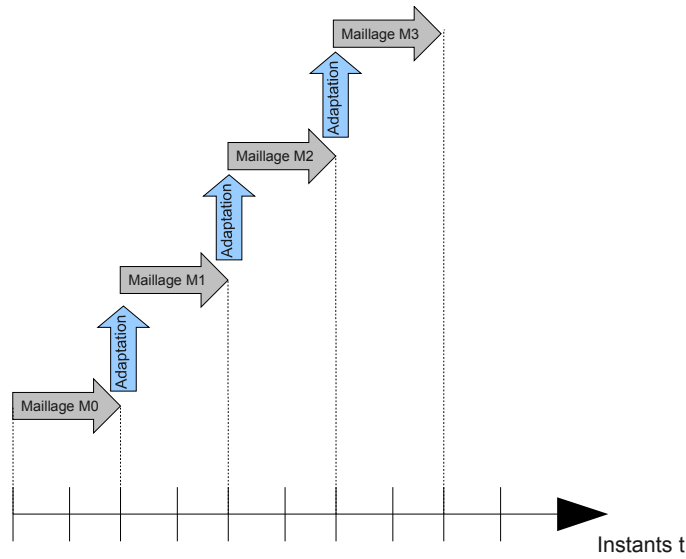 Maillage M3
Adaptation
Maillage M2
Adaptation
Maillage M1
Adaptation
Maillage M0
Instants t